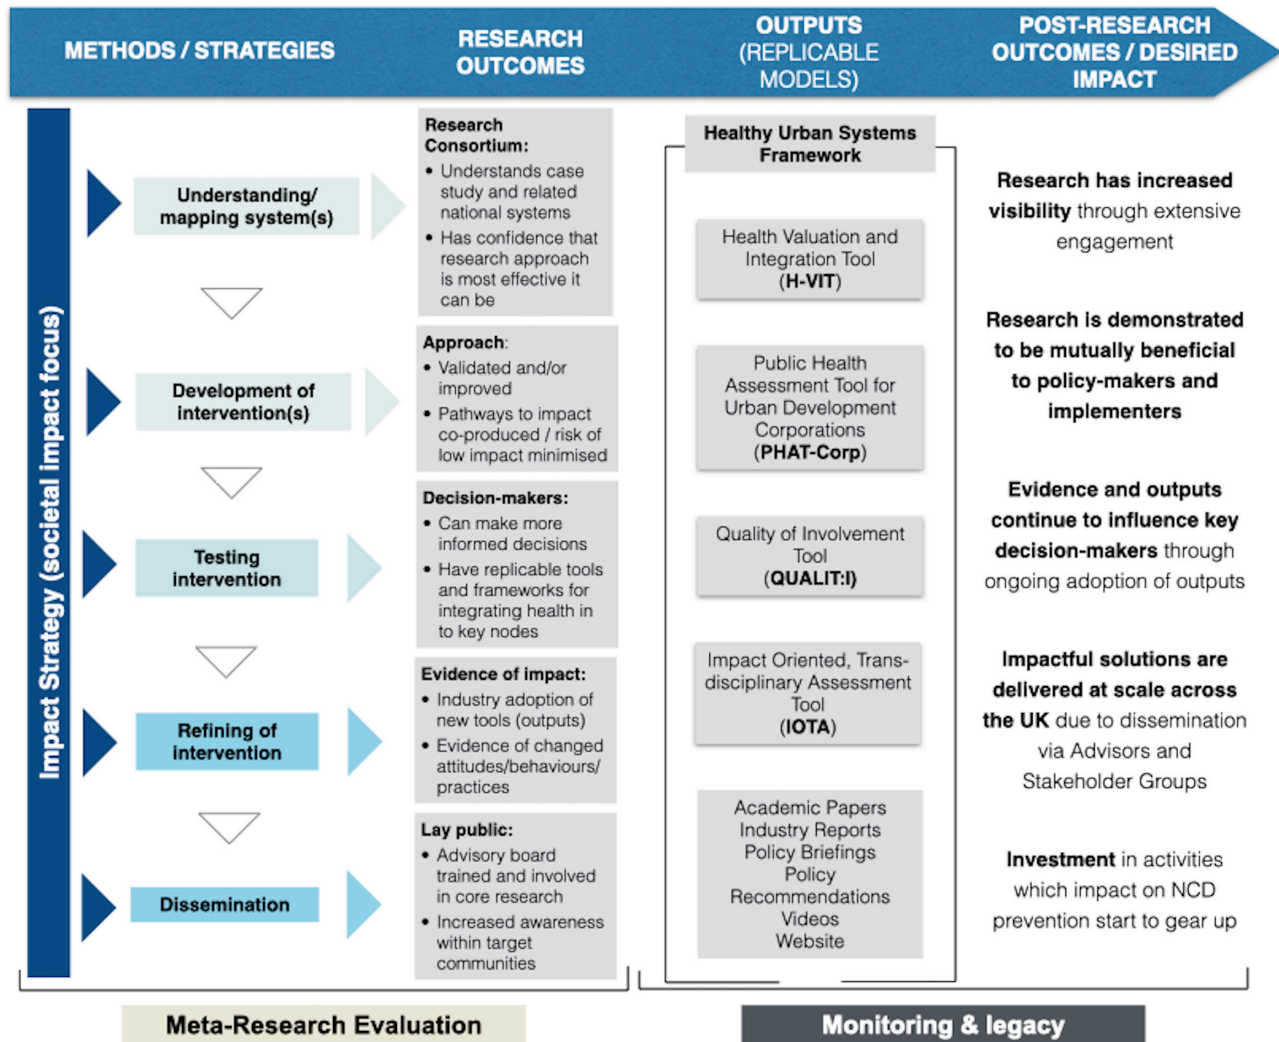 METHODS / STRATEGIES
RESEARCH
OUTCOMES
OUTPUTS
(REPLICABLE
MODELS)
POST-RESEARCH
OUTCOMES / DESIRED
IMPACT
Impact Strategy (societal impact focus)
Understanding/
mapping system(s)
Development of
intervention(s)
Testing
intervention
Refining of
intervention
Dissemination
Research
Consortium:
• Understands case
study and related
national systems
• Has confidence that
research approach
is most effective it
can be
Approach:
• Validated and/or
improved
• Pathways to impact
co-produced / risk of
low impact minimised
Decision-makers:
• Can make more
informed decisions
• Have replicable tools
and frameworks for
integrating health in
to key nodes
Evidence of impact:
• Industry adoption of
new tools (outputs)
• Evidence of changed
attitudes/behaviours/
practices
Lay public:
• Advisory board
trained and involved
in core research
• Increased awareness
within target
communities
Healthy Urban Systems
Framework
Health Valuation and
Integration Tool
(H-VIT)
Public Health
Assessment Tool for
Urban Development
Corporations
(PHAT-Corp)
Quality of Involvement
Tool
(QUALIT:I)
Impact Oriented, Trans-
disciplinary Assessment
Tool
(IOTA)
Academic Papers
Industry Reports
Policy Briefings
Policy
Recommendations
Videos
Website
Research has increased
visibility through extensive
engagement
Research is demonstrated
to be mutually beneficial
to policy-makers and
implementers
Evidence and outputs
continue to influence key
decision-makers through
ongoing adoption of outputs
Impactful solutions are
delivered at scale across
the UK due to dissemination
via Advisors and
Stakeholder Groups
Investment in activities
which impact on NCD
prevention start to gear up
Meta-Research Evaluation
Monitoring & legacy